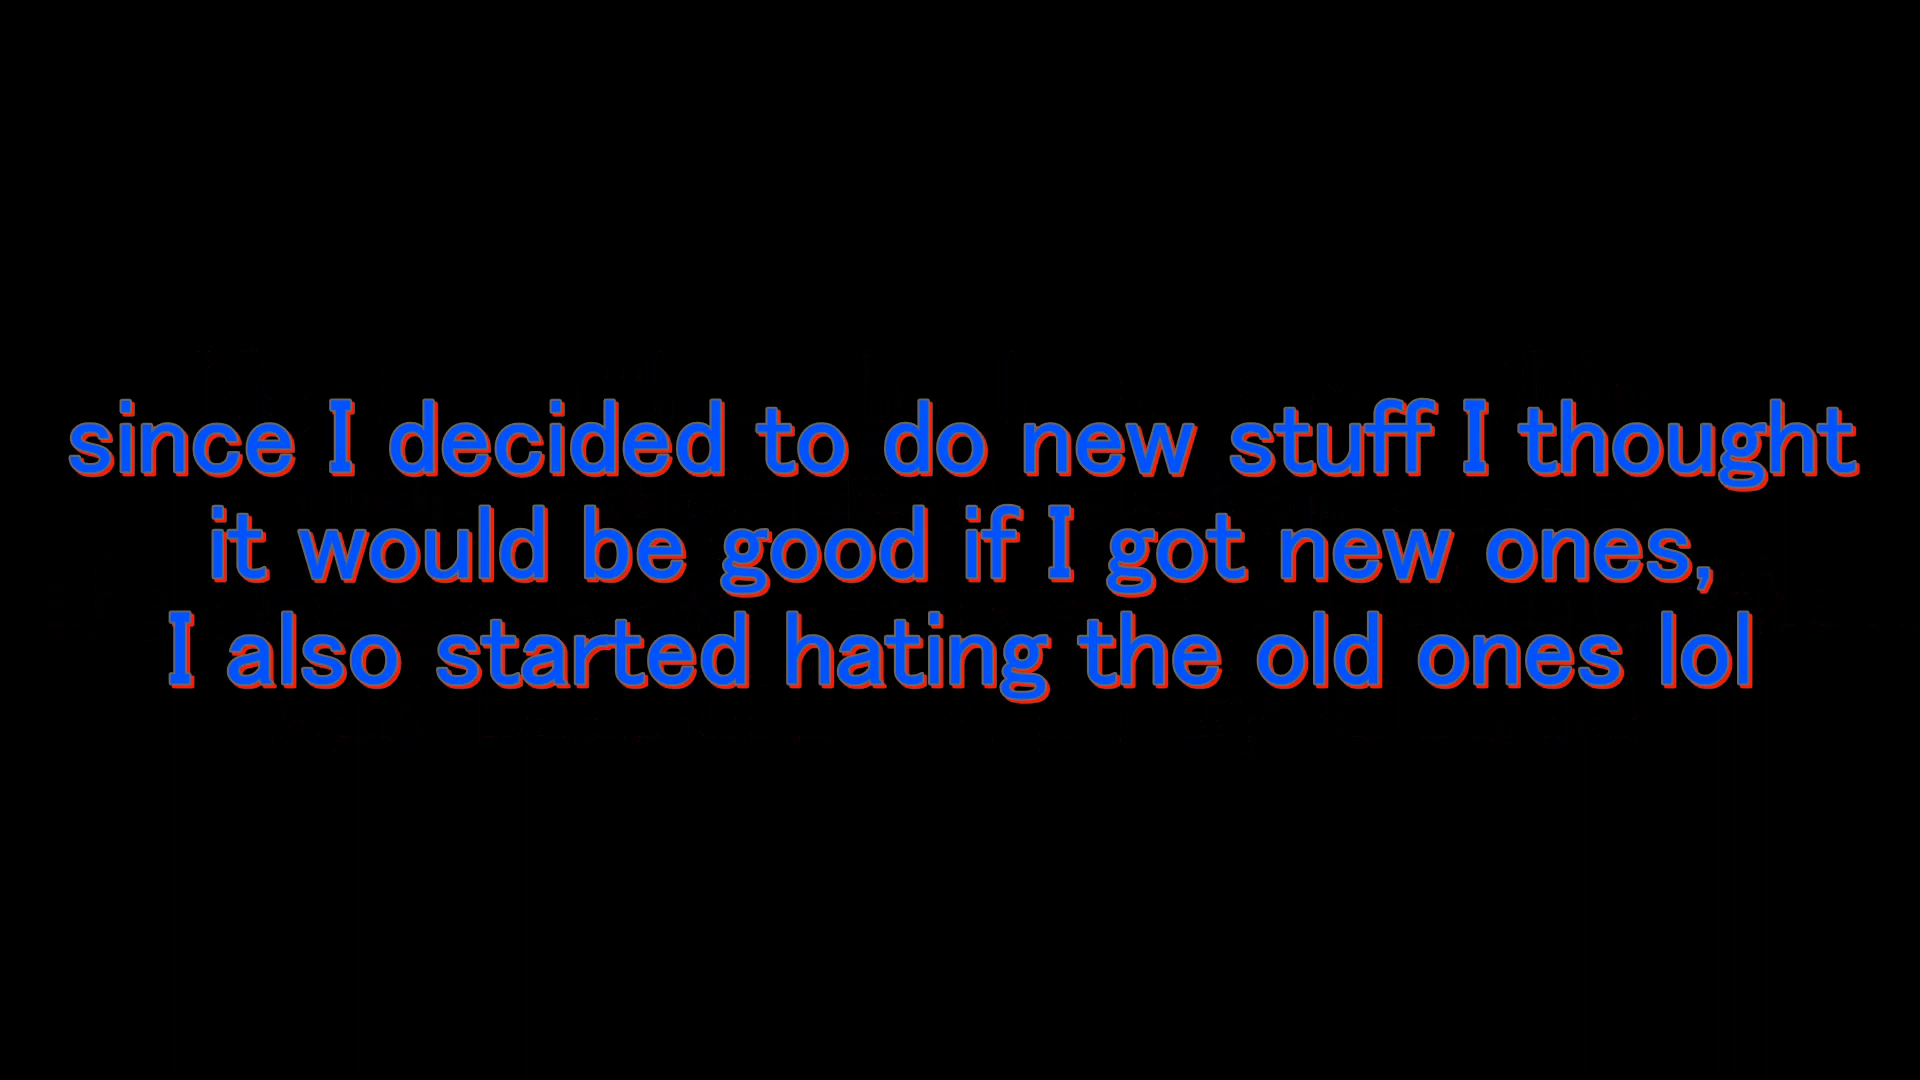 since I decided to do new stuff I thought
it would be good if I got new ones,
I also started hating the old ones lol